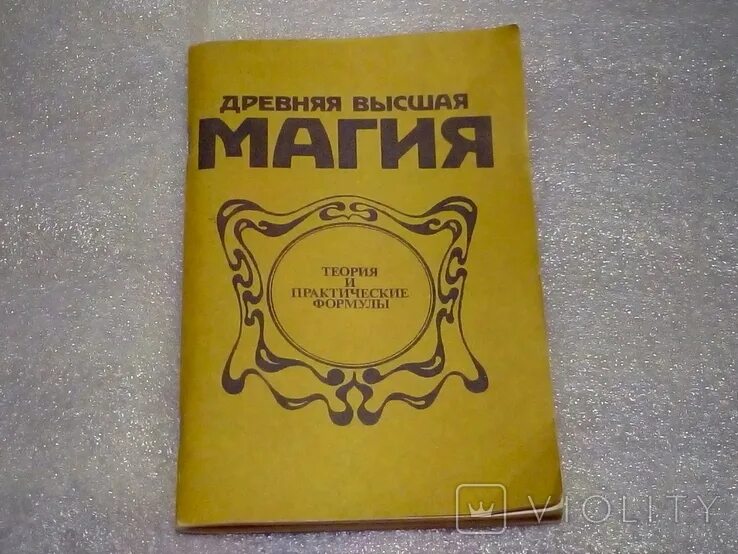 ДРЕВНЯЯ ВЫСШАЯ
МАГИЯ
ТЕОРИЯ
И
ПРАКТИЧЕСКИЕ
ФОРМУЛЫ
VIOLITY